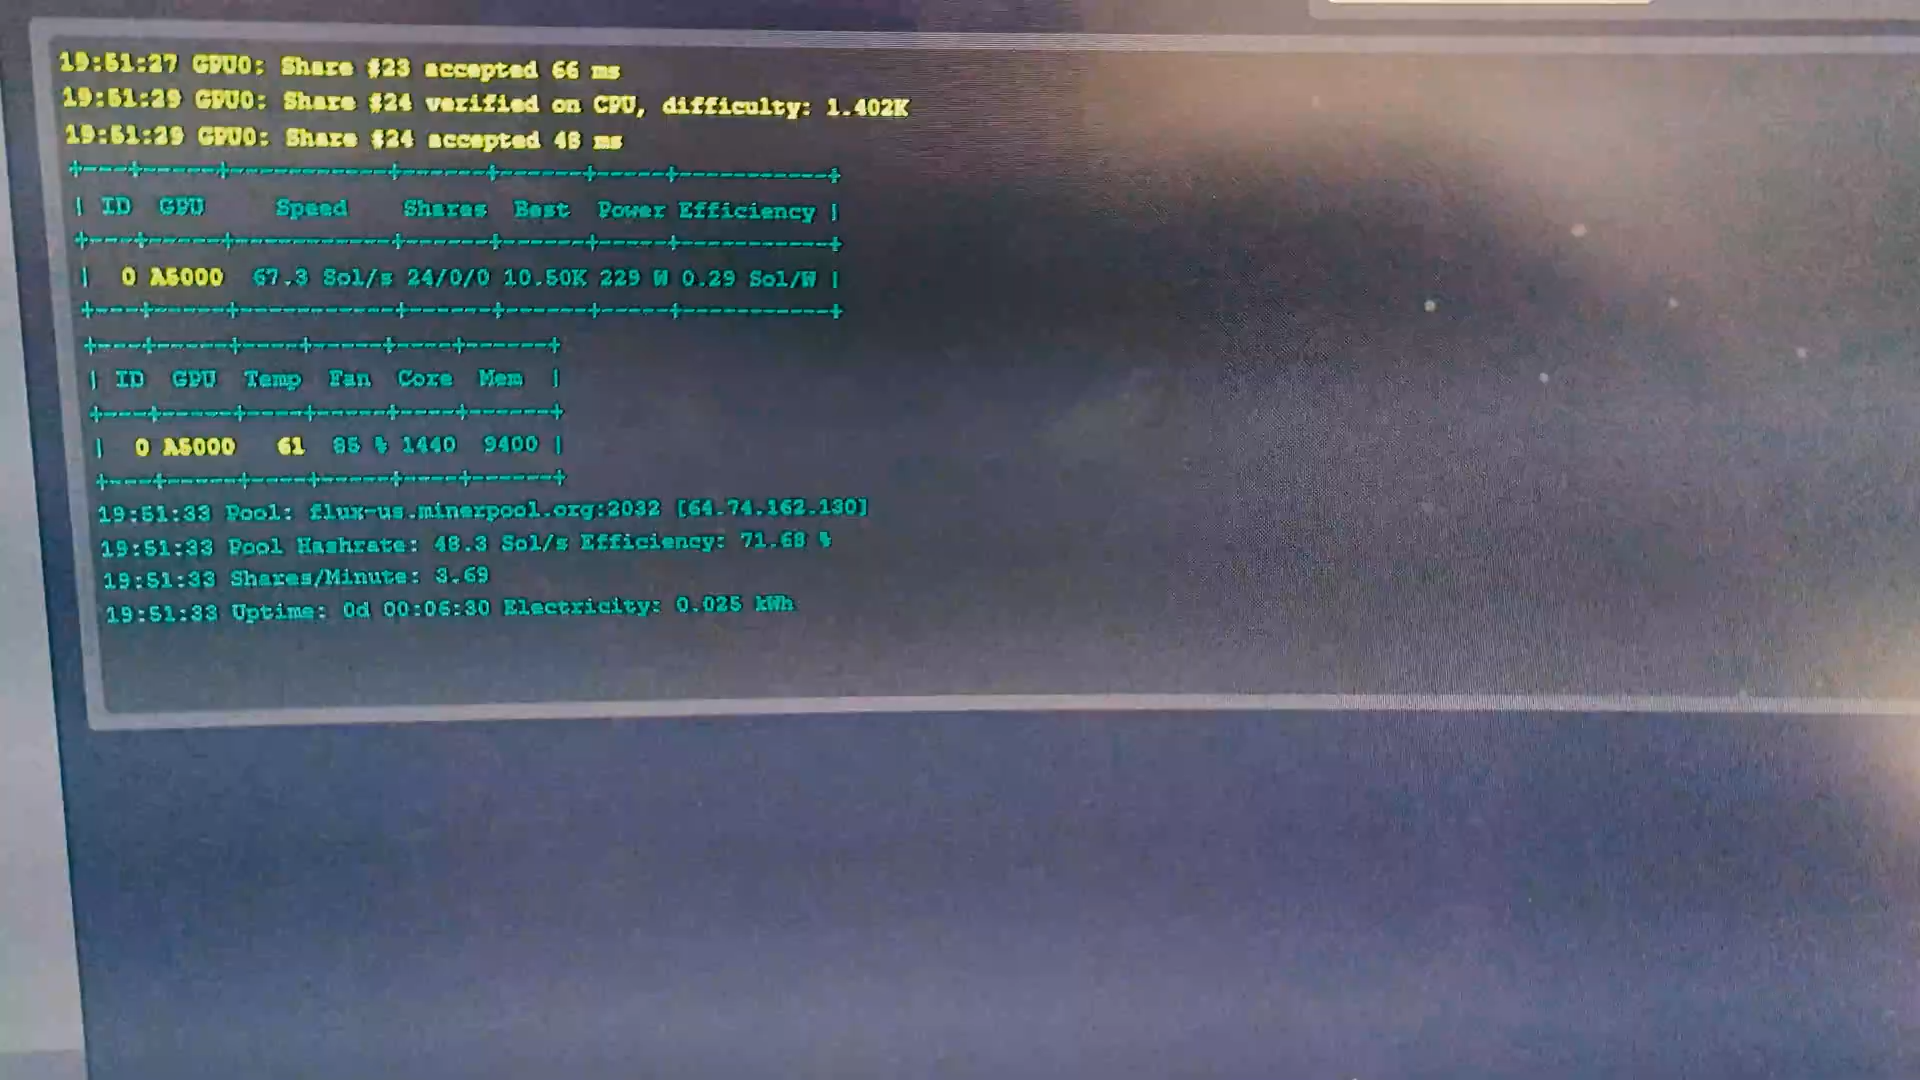 19:51:27 GPU0: Share #23 accepted 66 ms
19:51:29 GPU0: Share #24 verified on CPU, difficulty: 1.402K
19:51:29 GPU0: Share #24 accepted 48 ms
+---+-----+-----------+------+------+-----+-----------+
| ID GPU Speed Shares Best Power Efficiency |
+---+-----+-----------+------+------+-----+-----------+
| 0 A5000 67.3 Sol/s 24/0/0 10.50K 229 W 0.29 Sol/W |
+---+-----+-----------+------+------+-----+-----------+
+---+-----+----+-----+----+------+
| ID GPU Temp Fan Core Mem |
+---+-----+----+-----+----+------+
| 0 A5000 61 85 % 1440 9400 |
+---+-----+----+-----+----+------+
19:51:33 Pool: flux-us.minerpool.org:2032 [64.74.162.130]
19:51:33 Pool Hashrate: 48.3 Sol/s Efficiency: 71.68 %
19:51:33 Shares/Minute: 3.69
19:51:33 Uptime: 0d 00:06:30 Electricity: 0.025 kWh